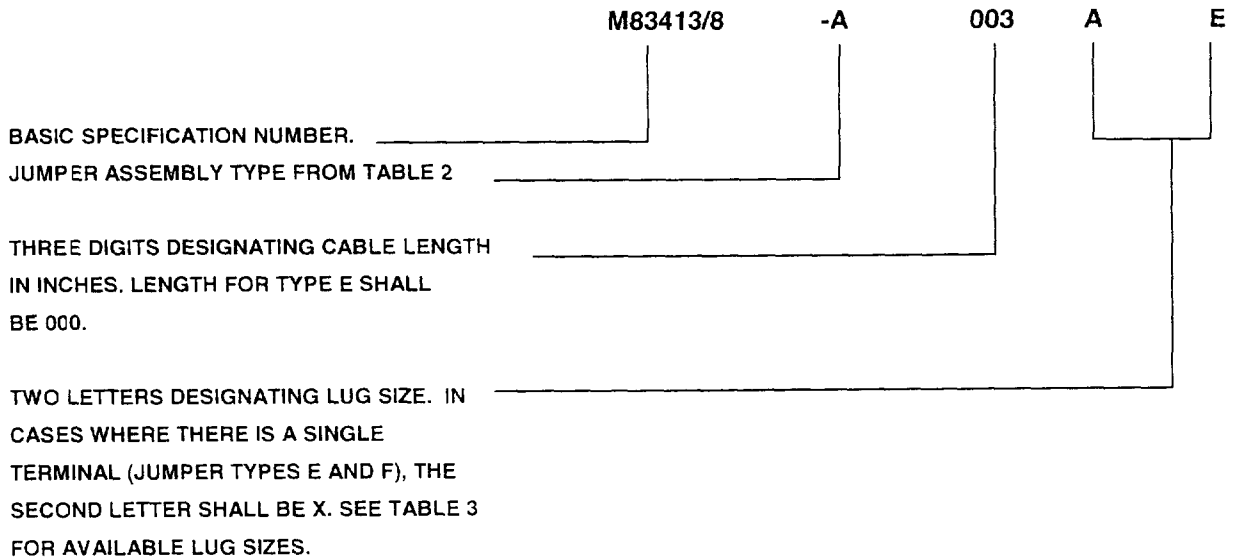 M83413/8 -A 003 A E
BASIC SPECIFICATION NUMBER.
JUMPER ASSEMBLY TYPE FROM TABLE 2
THREE DIGITS DESIGNATING CABLE LENGTH
IN INCHES. LENGTH FOR TYPE E SHALL
BE 000.
TWO LETTERS DESIGNATING LUG SIZE. IN
CASES WHERE THERE IS A SINGLE
TERMINAL (JUMPER TYPES E AND F), THE
SECOND LETTER SHALL BE X. SEE TABLE 3
FOR AVAILABLE LUG SIZES.